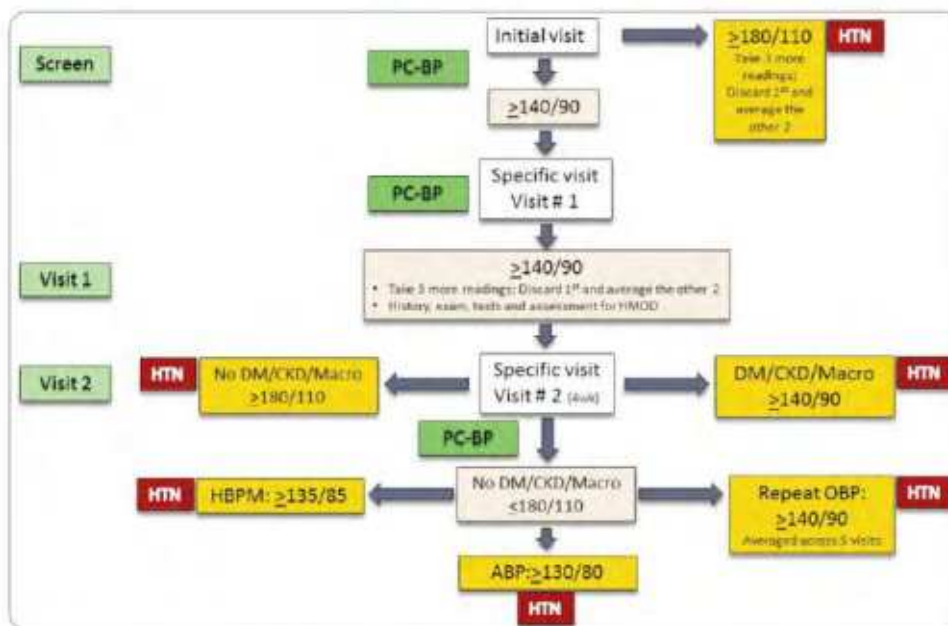 Screen
Initial visit
PC-BP
≥180/110
HTN
Take 3 more
readings;
Discard 1st and
average the
other 2
≥140/90
PC-BP
Specific visit
Visit # 1
Visit 1
≥140/90
• Take 3 more readings; Discard 1st and average the other 2
• History, exam, tests and assessment for HMOD
Visit 2
HTN
No DM/CKD/Macro
≥180/110
Specific visit
Visit # 2 (4wk)
DM/CKD/Macro
≥140/90
HTN
PC-BP
HTN
HBPM: ≥135/85
No DM/CKD/Macro
≤180/110
Repeat OBP:
≥140/90
Averaged across 5 visits
HTN
ABP:≥130/80
HTN